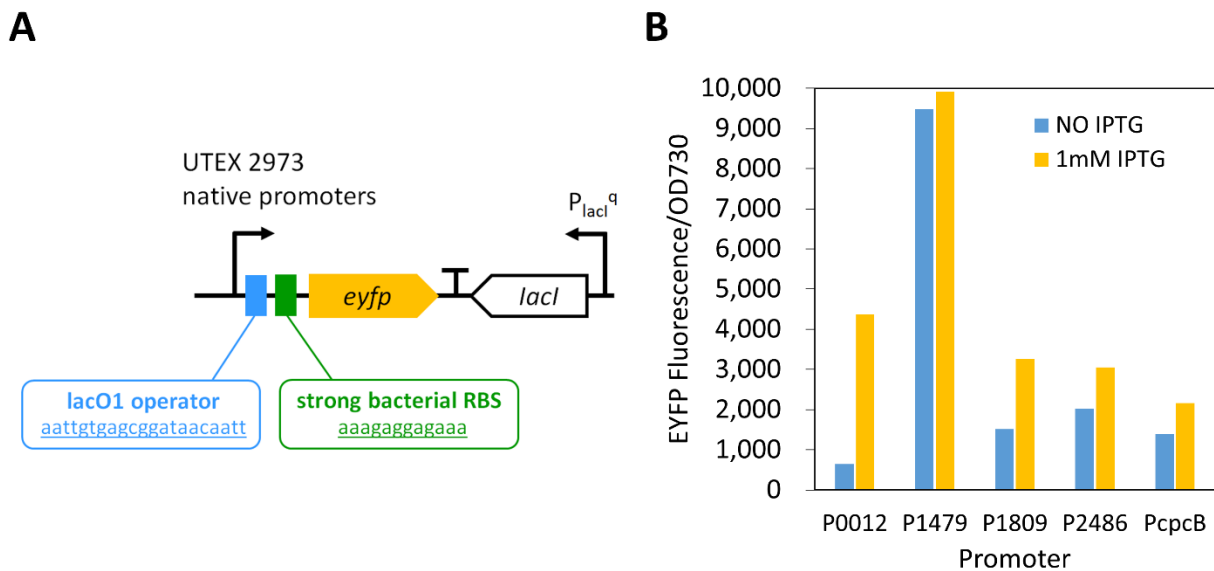 A
UTEX 2973
native promoters
PlacIq
eyfp
lacI
lacO1 operator
aattgtgagcggataacaatt
strong bacterial RBS
aaagaggagaaa
B
EYFP Fluorescence/OD730
10,000
9,000
8,000
7,000
6,000
5,000
4,000
3,000
2,000
1,000
0
NO IPTG
1mM IPTG
P0012 P1479 P1809 P2486 PcpcB
Promoter